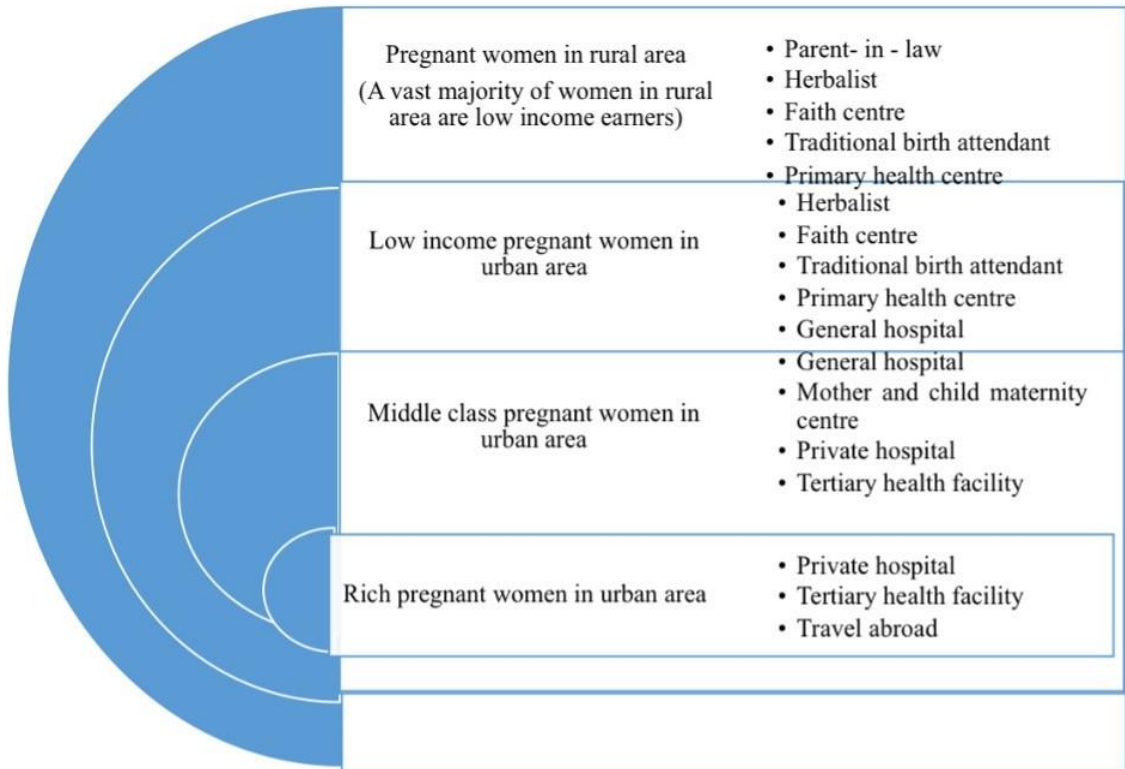 Pregnant women in rural area
(A vast majority of women in rural
area are low income earners)
• Parent- in - law
• Herbalist
• Faith centre
• Traditional birth attendant
• Primary health centre
Low income pregnant women in
urban area
• Herbalist
• Faith centre
• Traditional birth attendant
• Primary health centre
• General hospital
Middle class pregnant women in
urban area
• General hospital
• Mother and child maternity
centre
• Private hospital
• Tertiary health facility
Rich pregnant women in urban area
• Private hospital
• Tertiary health facility
• Travel abroad